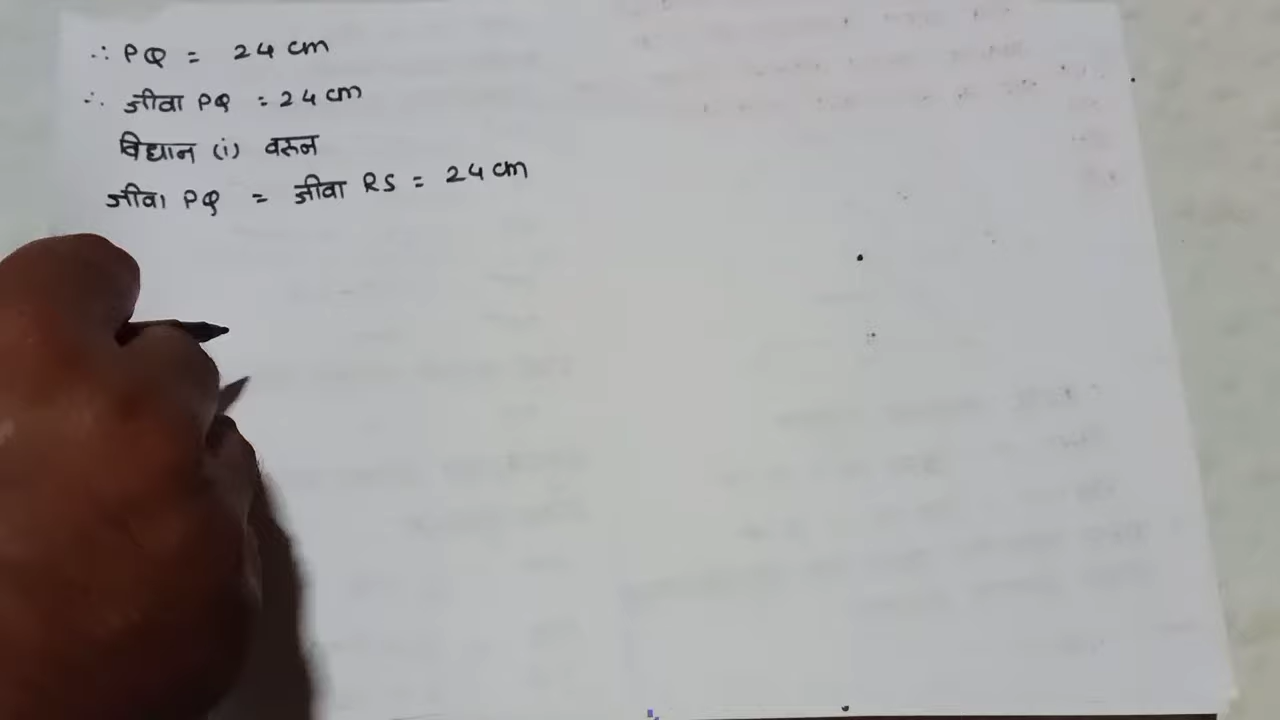 ∴ PQ = 24 cm
∴ जीवा PQ = 24 cm
विधान (i) वरून
जीवा PQ = जीवा RS = 24 cm